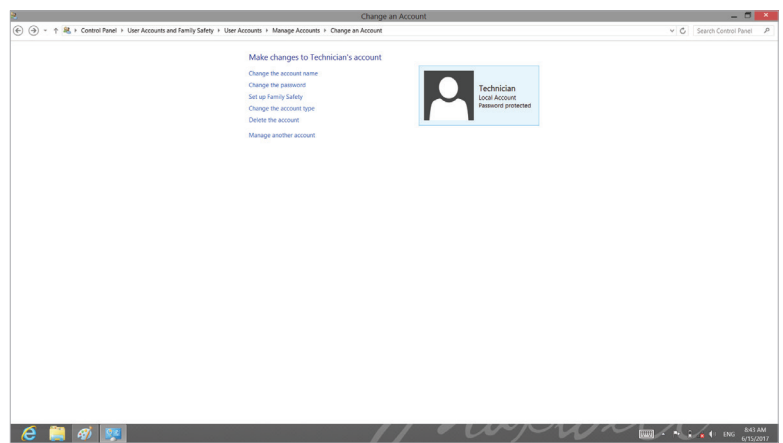 Change an Account
Control Panel ▸ User Accounts and Family Safety ▸ User Accounts ▸ Manage Accounts ▸ Change an Account
Search Control Panel
Make changes to Technician's account
Change the account name
Change the password
Set up Family Safety
Change the account type
Delete the account
Manage another account
Technician
Local Account
Password protected
ENG
8:43 AM
6/15/2017